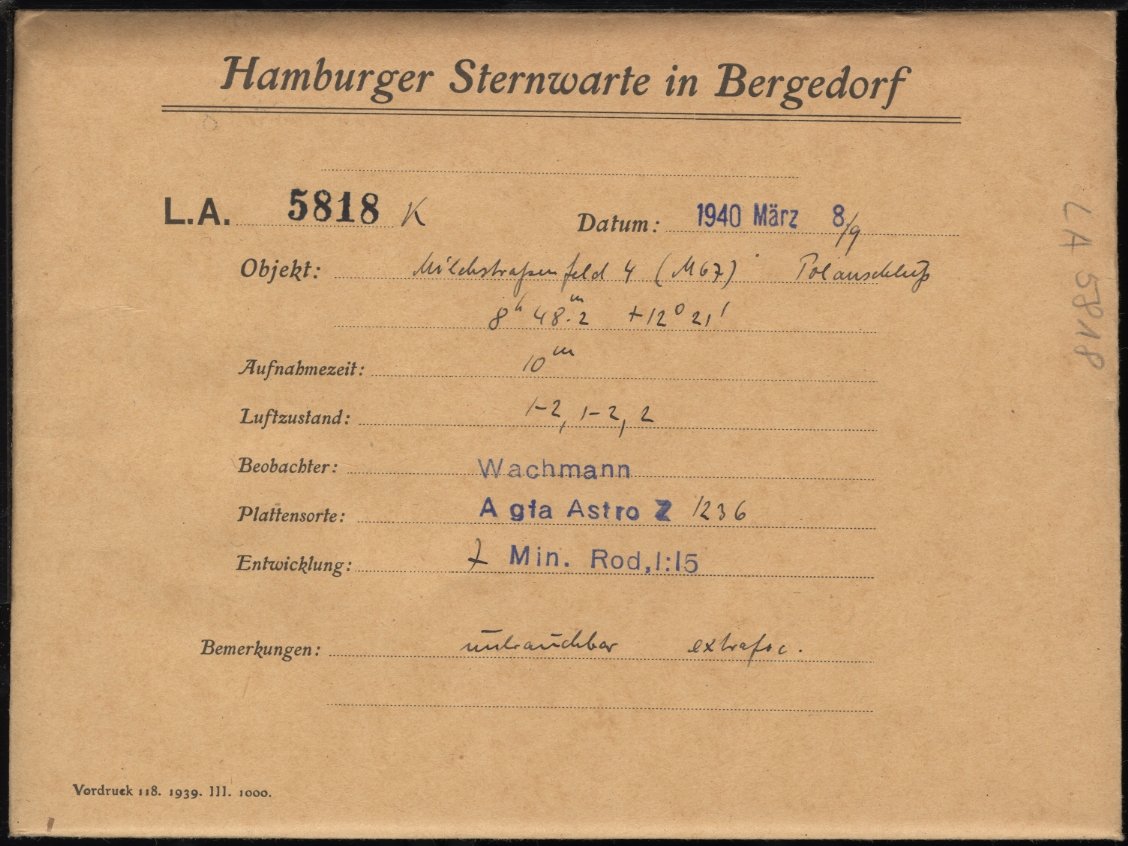 Hamburger Sternwarte in Bergedorf
L.A. 5818 K
Datum: 1940 März 8/9
Objekt: Milchstraßenfeld 4 (M67) Polanschluß
8h 48m.2 +12° 21'
Aufnahmezeit: 10m
Luftzustand: 1-2, 1-2, 2
Beobachter: Wachmann
Plattensorte: Agfa Astro Z 1236
Entwicklung: 7 Min. Rod, 1:15
Bemerkungen: unbrauchbar extrafoc.
Vordruck 118. 1939. III. 1000.
LA 5818